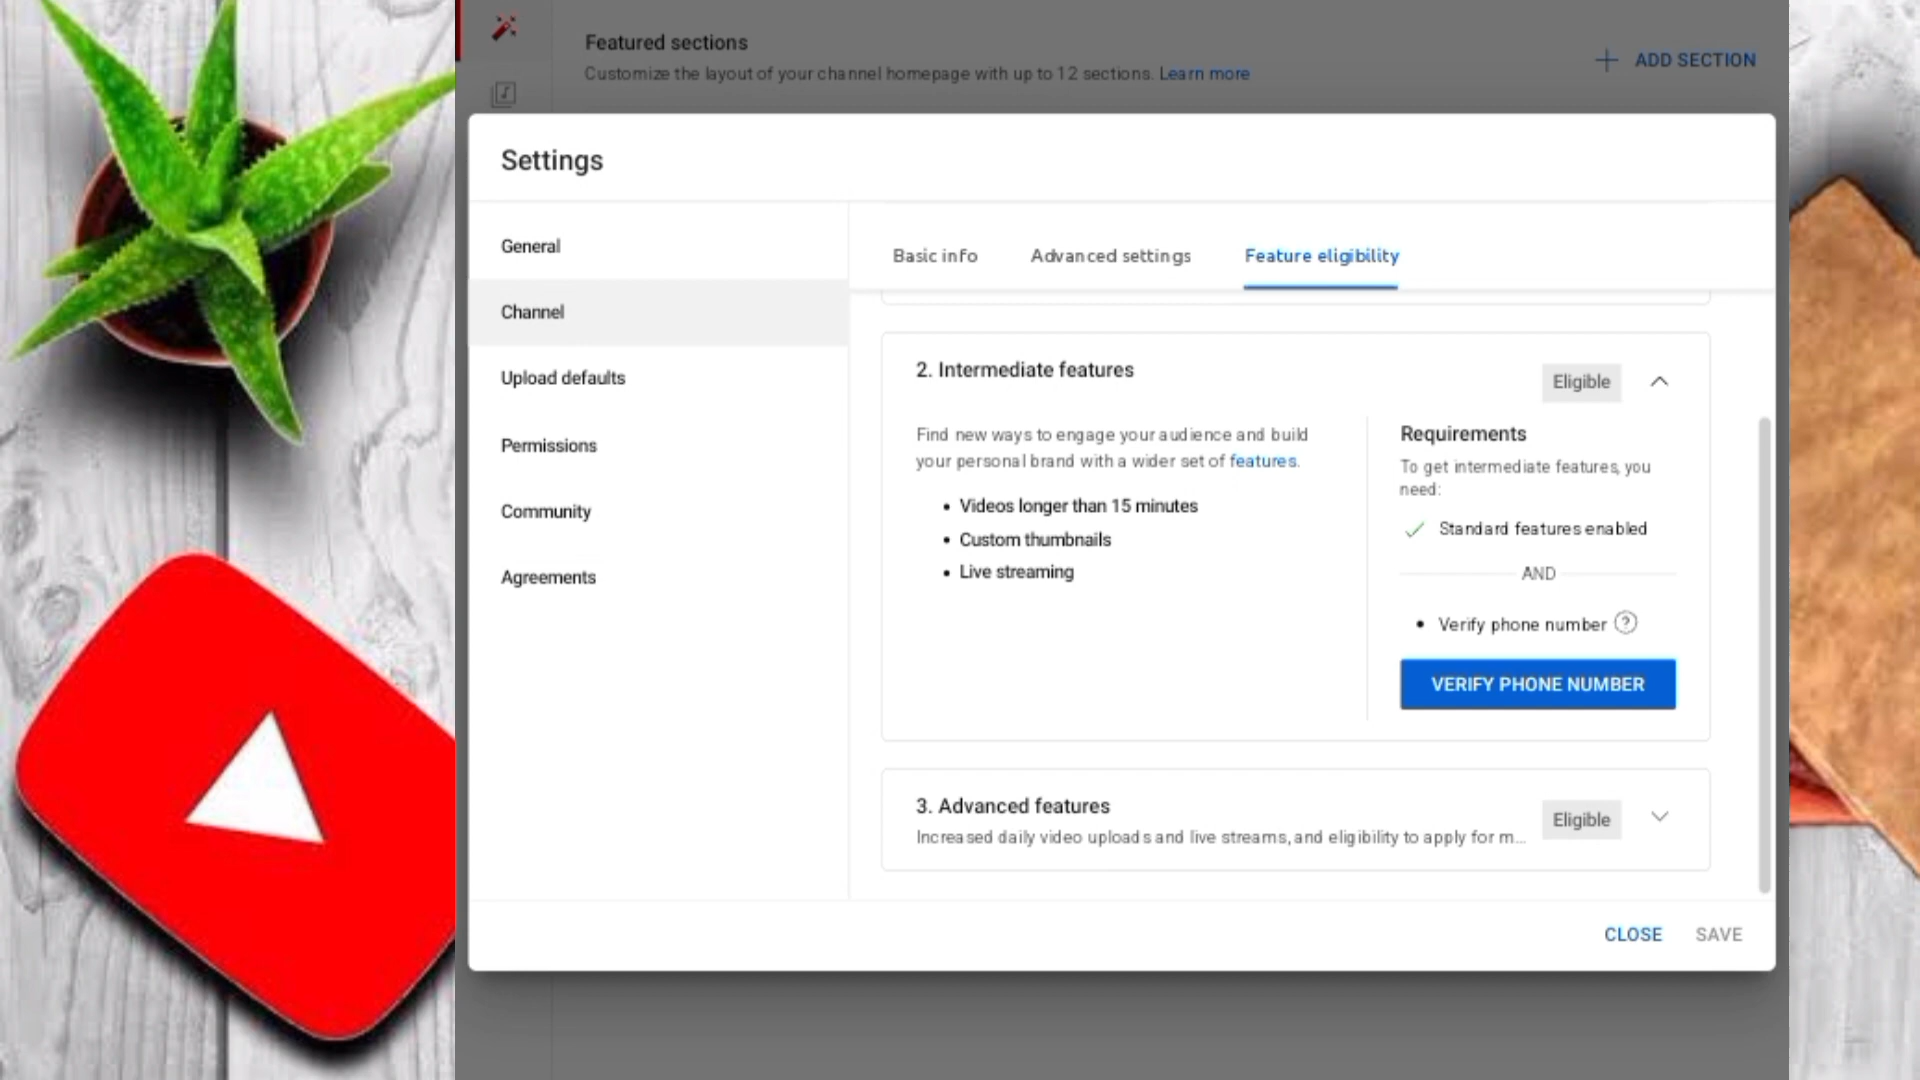 Featured sections
Customize the layout of your channel homepage with up to 12 sections. Learn more
ADD SECTION
Settings
General
Channel
Upload defaults
Permissions
Community
Agreements
Basic info
Advanced settings
Feature eligibility
2. Intermediate features
Eligible
Find new ways to engage your audience and build
your personal brand with a wider set of features.
• Videos longer than 15 minutes
• Custom thumbnails
• Live streaming
Requirements
To get intermediate features, you
need:
Standard features enabled
AND
• Verify phone number ?
VERIFY PHONE NUMBER
3. Advanced features
Increased daily video uploads and live streams, and eligibility to apply for m...
Eligible
CLOSE
SAVE